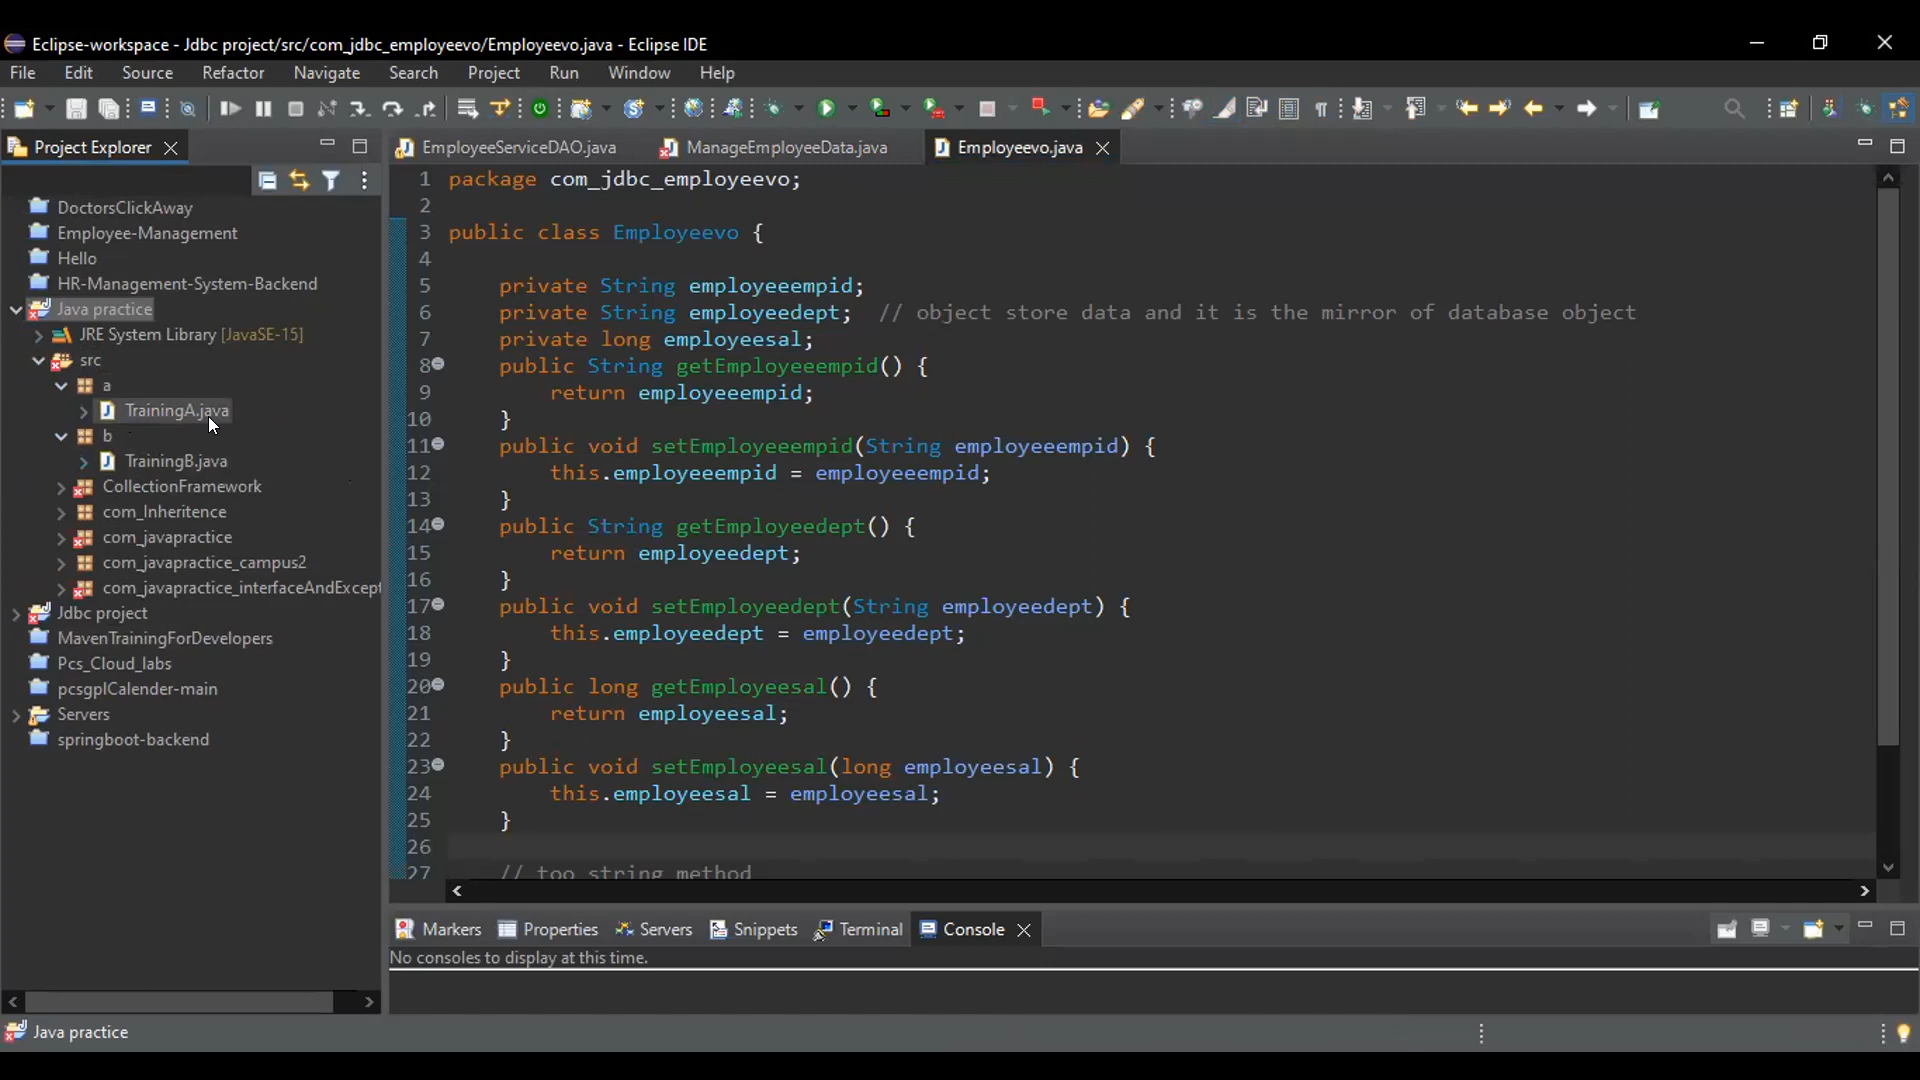 Eclipse-workspace - Jdbc project/src/com_jdbc_employeevo/Employeevo.java - Eclipse IDE
File Edit Source Refactor Navigate Search Project Run Window Help
Project Explorer
DoctorsClickAway
Employee-Management
Hello
HR-Management-System-Backend
Java practice
JRE System Library [JavaSE-15]
src
a
TrainingA.java
b
TrainingB.java
CollectionFramework
com_Inheritence
com_javapractice
com_javapractice_campus2
com_javapractice_interfaceAndExcept
Jdbc project
MavenTrainingForDevelopers
Pcs_Cloud_labs
pcsgplCalender-main
Servers
springboot-backend
EmployeeServiceDAO.java ManageEmployeeData.java Employeevo.java
1 package com_jdbc_employeevo;
2
3 public class Employeevo {
4
5 private String employeeempid;
6 private String employeedept; // object store data and it is the mirror of database object
7 private long employeesal;
8 public String getEmployeeempid() {
9 return employeeempid;
10 }
11 public void setEmployeeempid(String employeeempid) {
12 this.employeeempid = employeeempid;
13 }
14 public String getEmployeedept() {
15 return employeedept;
16 }
17 public void setEmployeedept(String employeedept) {
18 this.employeedept = employeedept;
19 }
20 public long getEmployeesal() {
21 return employeesal;
22 }
23 public void setEmployeesal(long employeesal) {
24 this.employeesal = employeesal;
25 }
26
27 // too string method
Markers Properties Servers Snippets Terminal Console
No consoles to display at this time.
Java practice